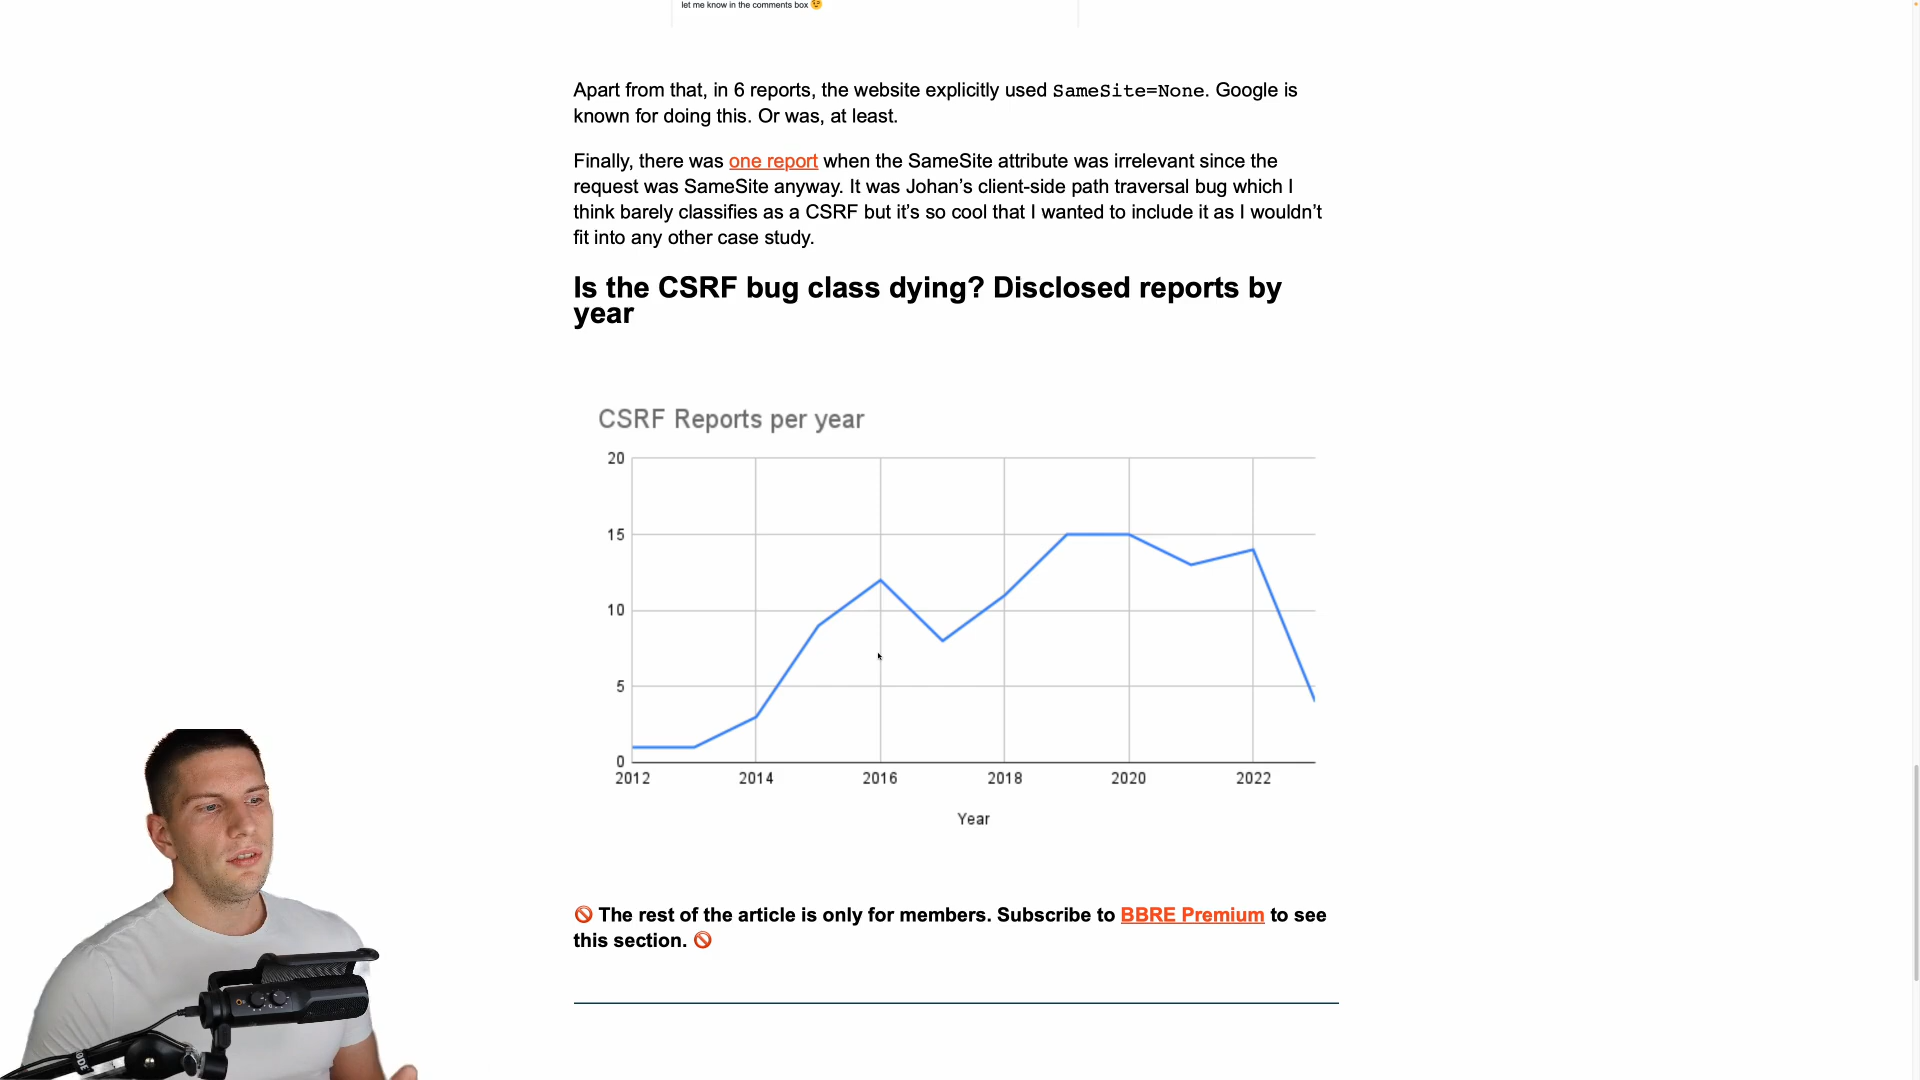 let me know in the comments box 😉
Apart from that, in 6 reports, the website explicitly used SameSite=None. Google is
known for doing this. Or was, at least.
Finally, there was one report when the SameSite attribute was irrelevant since the
request was SameSite anyway. It was Johan’s client-side path traversal bug which I
think barely classifies as a CSRF but it’s so cool that I wanted to include it as I wouldn’t
fit into any other case study.
Is the CSRF bug class dying? Disclosed reports by
year
CSRF Reports per year
20
15
10
5
0
2012 2014 2016 2018 2020 2022
Year
🚫 The rest of the article is only for members. Subscribe to BBRE Premium to see
this section. 🚫